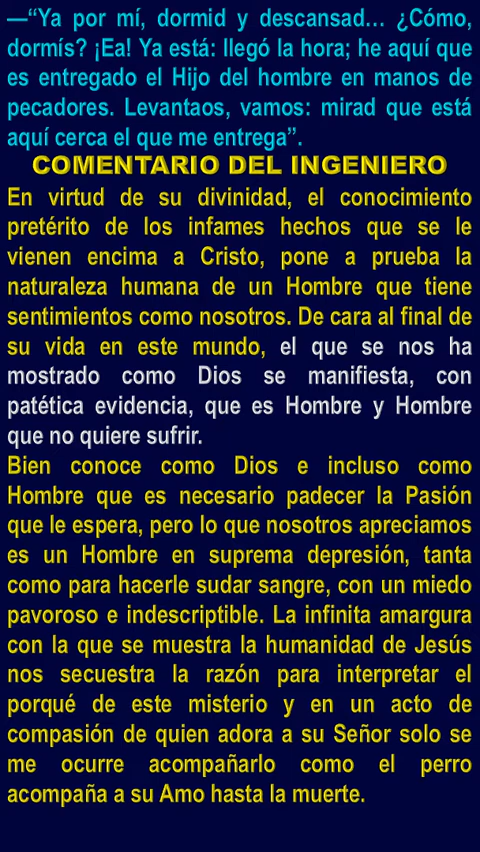 —“Ya por mí, dormid y descansad… ¿Cómo,
dormís? ¡Ea! Ya está: llegó la hora; he aquí que
es entregado el Hijo del hombre en manos de
pecadores. Levantaos, vamos: mirad que está
aquí cerca el que me entrega”.
COMENTARIO DEL INGENIERO
En virtud de su divinidad, el conocimiento
pretérito de los infames hechos que se le
vienen encima a Cristo, pone a prueba la
naturaleza humana de un Hombre que tiene
sentimientos como nosotros. De cara al final de
su vida en este mundo, el que se nos ha
mostrado como Dios se manifiesta, con
patética evidencia, que es Hombre y Hombre
que no quiere sufrir.
Bien conoce como Dios e incluso como
Hombre que es necesario padecer la Pasión
que le espera, pero lo que nosotros apreciamos
es un Hombre en suprema depresión, tanta
como para hacerle sudar sangre, con un miedo
pavoroso e indescriptible. La infinita amargura
con la que se muestra la humanidad de Jesús
nos secuestra la razón para interpretar el
porqué de este misterio y en un acto de
compasión de quien adora a su Señor solo se
me ocurre acompañarlo como el perro
acompaña a su Amo hasta la muerte.